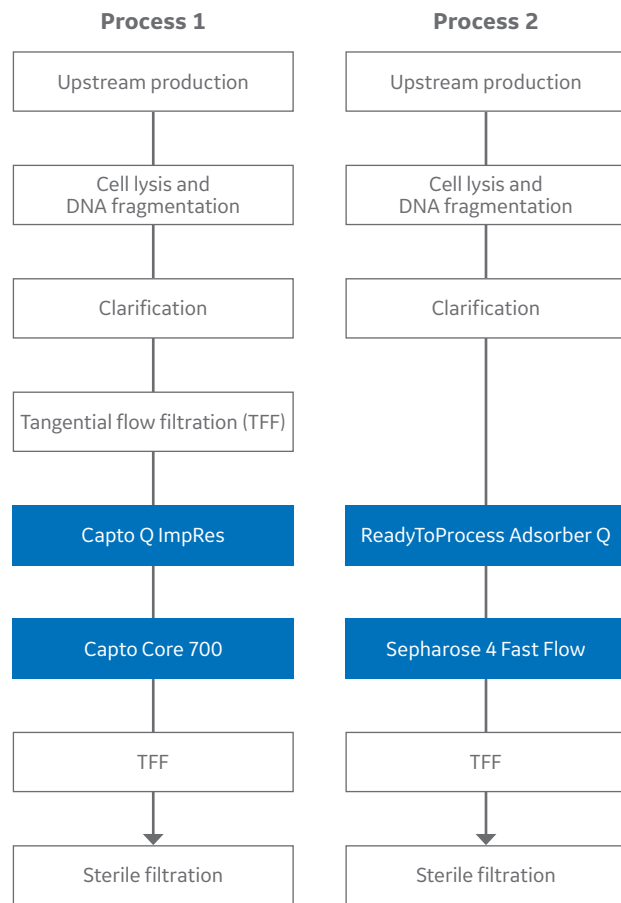 Process 1
Upstream production
Cell lysis and
DNA fragmentation
Clarification
Tangential flow filtration (TFF)
Capto Q ImpRes
Capto Core 700
TFF
Sterile filtration
Process 2
Upstream production
Cell lysis and
DNA fragmentation
Clarification
ReadyToProcess Adsorber Q
Sepharose 4 Fast Flow
TFF
Sterile filtration